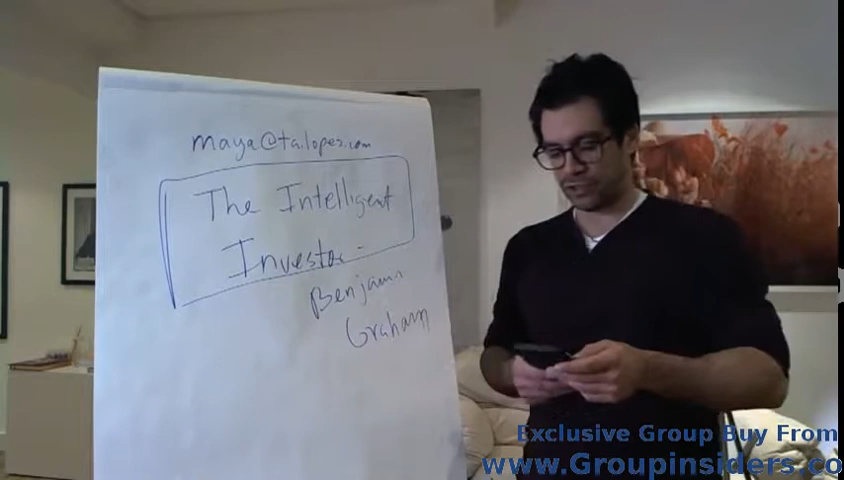 maya@tailopez.com
The Intelligent
Investor -
Benjamin
Graham
Exclusive Group Buy From
www.Groupinsiders.co